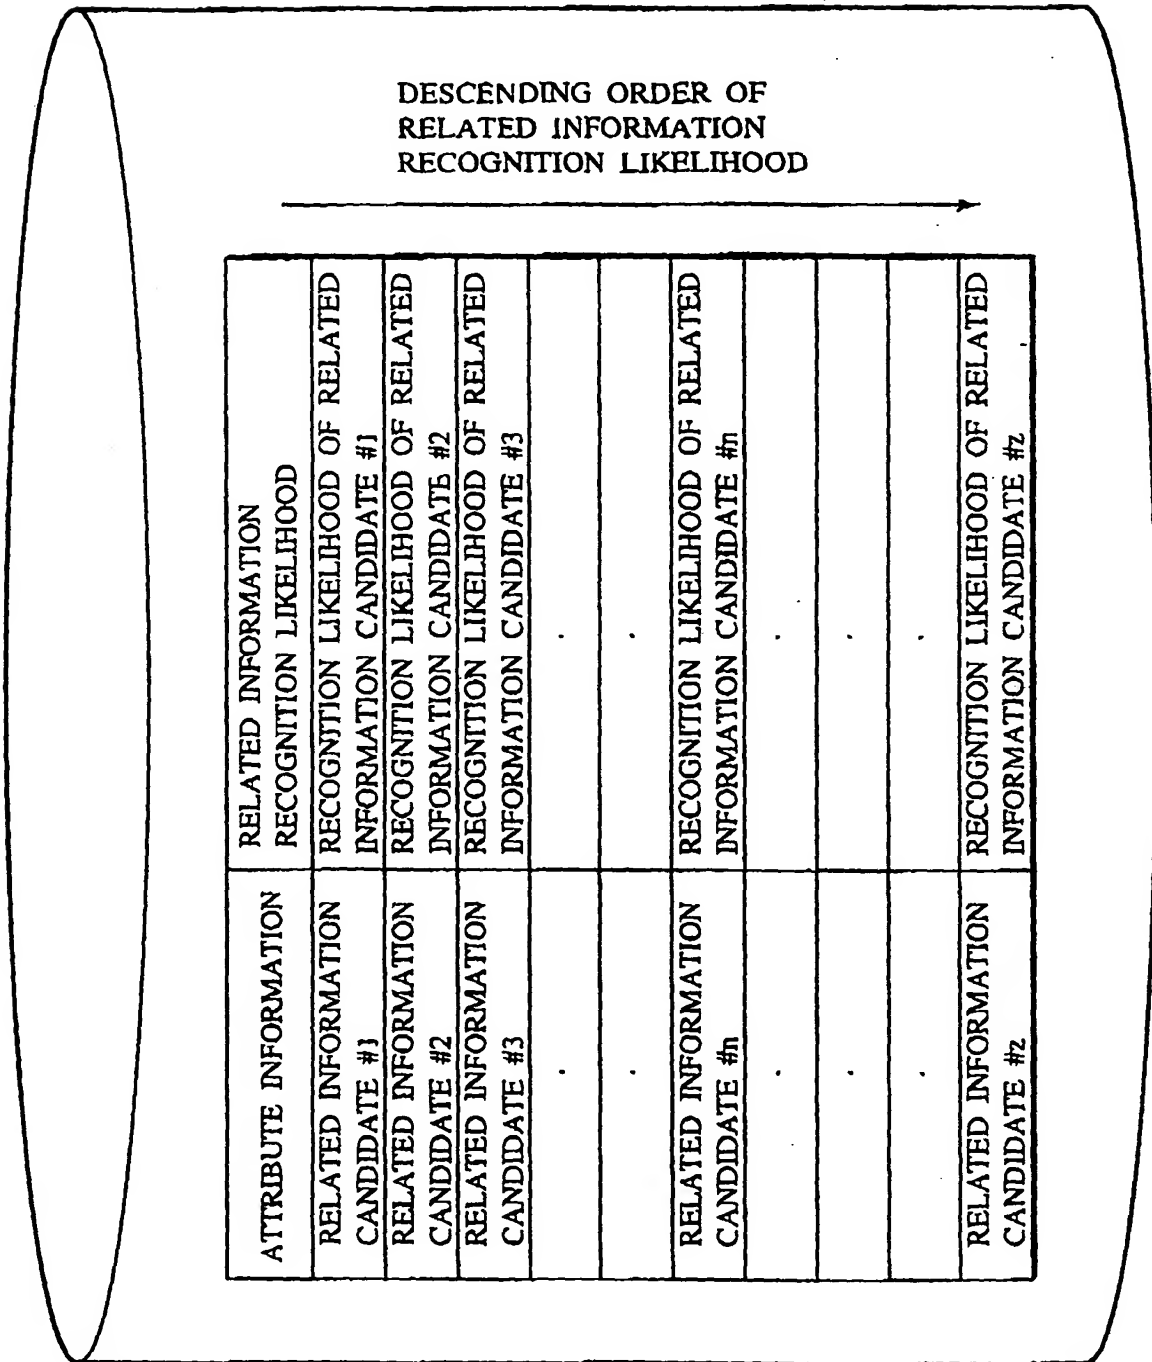 DESCENDING ORDER OF
RELATED INFORMATION
RECOGNITION LIKELIHOOD
ATTRIBUTE INFORMATION
RELATED INFORMATION
RECOGNITION LIKELIHOOD
RELATED INFORMATION
CANDIDATE #1
RECOGNITION LIKELIHOOD OF RELATED
INFORMATION CANDIDATE #1
RELATED INFORMATION
CANDIDATE #2
RECOGNITION LIKELIHOOD OF RELATED
INFORMATION CANDIDATE #2
RELATED INFORMATION
CANDIDATE #3
RECOGNITION LIKELIHOOD OF RELATED
INFORMATION CANDIDATE #3
RELATED INFORMATION
CANDIDATE #n
RECOGNITION LIKELIHOOD OF RELATED
INFORMATION CANDIDATE #n
RELATED INFORMATION
CANDIDATE #z
RECOGNITION LIKELIHOOD OF RELATED
INFORMATION CANDIDATE #z